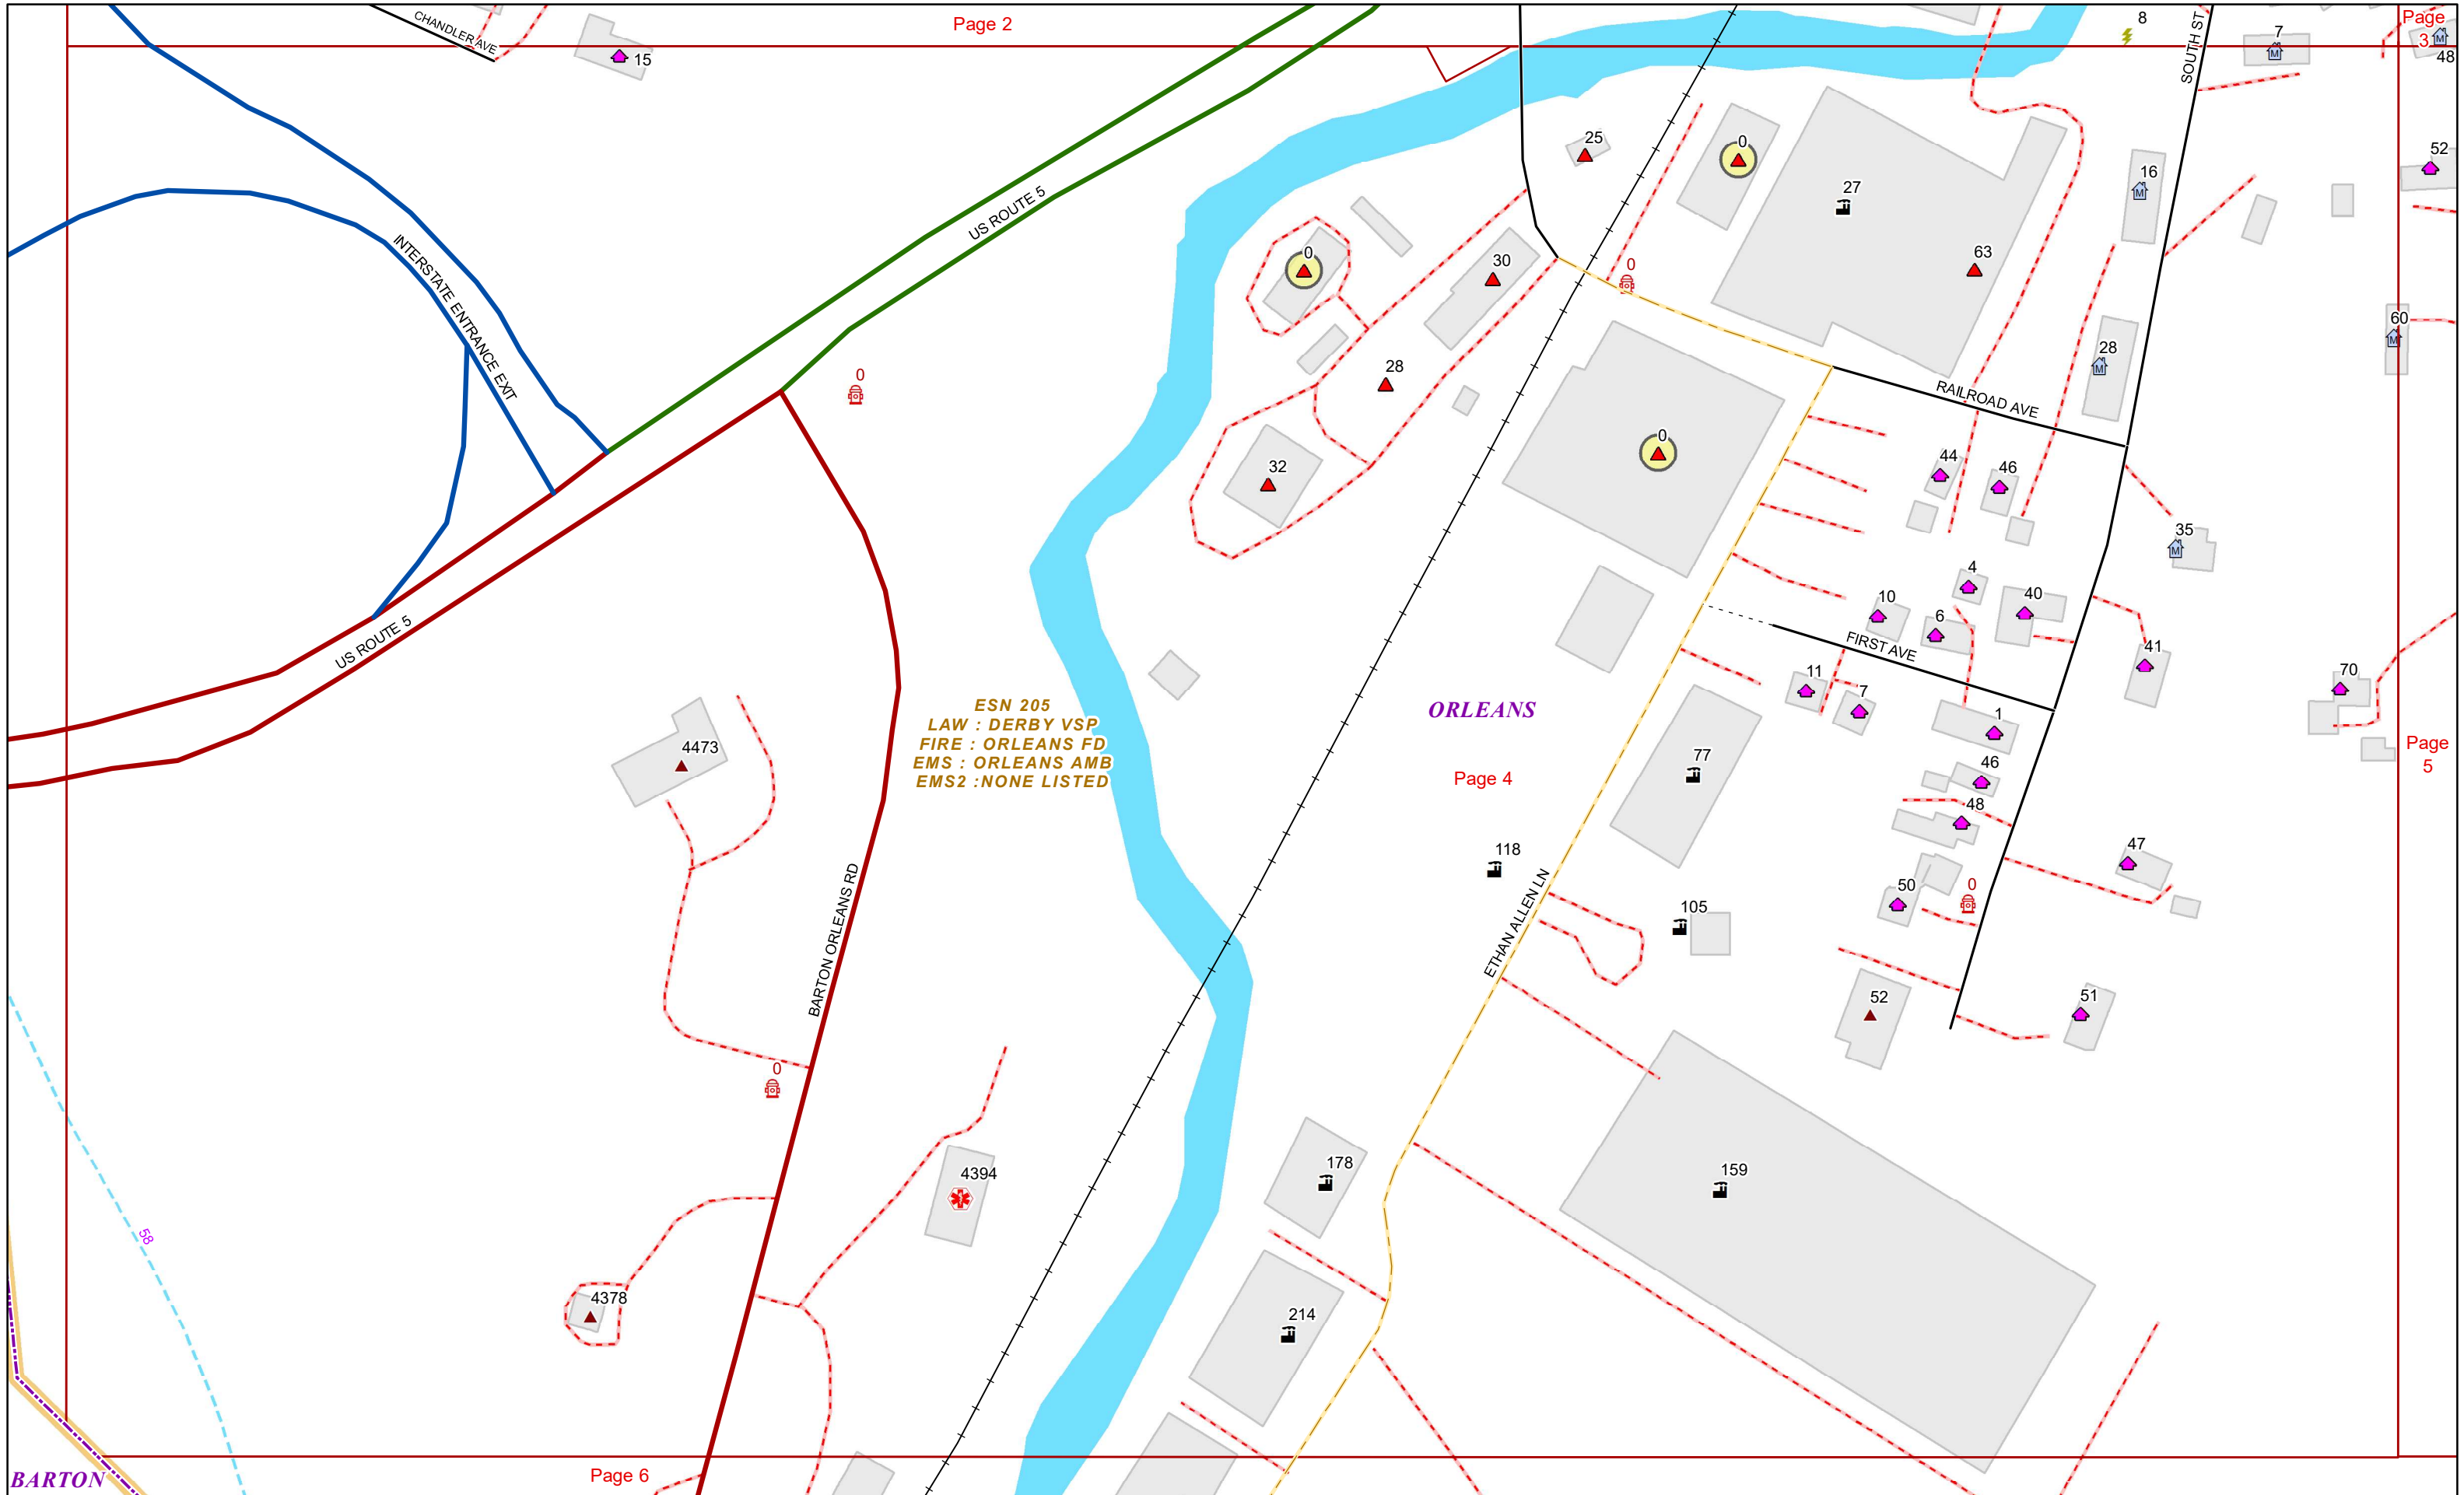 Page 2
Page
3
CHANDLER AVE
15
8
7
48
SOUTH ST
25
0
27
16
52
US ROUTE 5
INTERSTATE ENTRANCE EXIT
0
30
0
63
60
28
28
0
RAILROAD AVE
0
32
44
46
35
4
10
6
40
US ROUTE 5
FIRST AVE
41
11
7
70
ESN 205
LAW : DERBY VSP
FIRE : ORLEANS FD
EMS : ORLEANS AMB
EMS2 :NONE LISTED
ORLEANS
1
4473
77
46
Page
5
Page 4
48
118
47
50
0
105
BARTON ORLEANS RD
ETHAN ALLEN LN
52
51
0
4394
178
159
58
4378
214
BARTON
Page 6
M
M
M
M
M
M